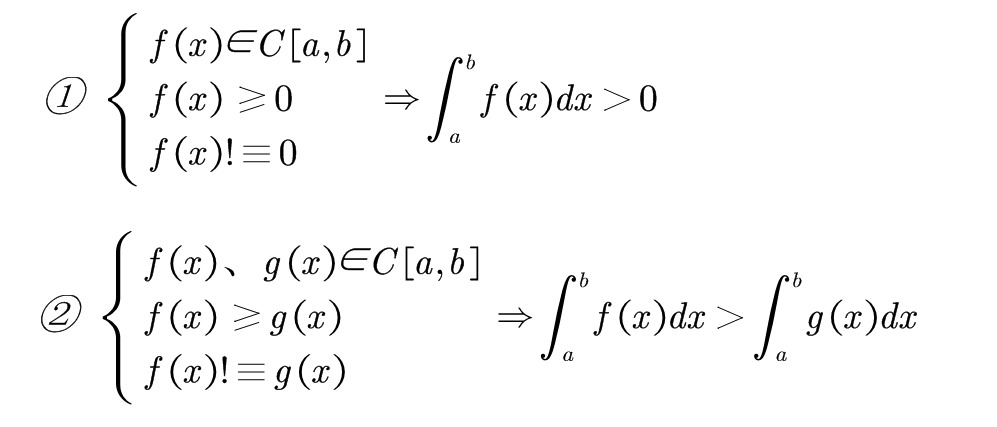 ① { f(x)∈C[a,b]
f(x) ⩾ 0
f(x)!≡0
⇒ ∫_a^b f(x)dx > 0
② { f(x)、g(x)∈C[a,b]
f(x) ⩾ g(x)
f(x)!≡g(x)
⇒ ∫_a^b f(x)dx > ∫_a^b g(x)dx